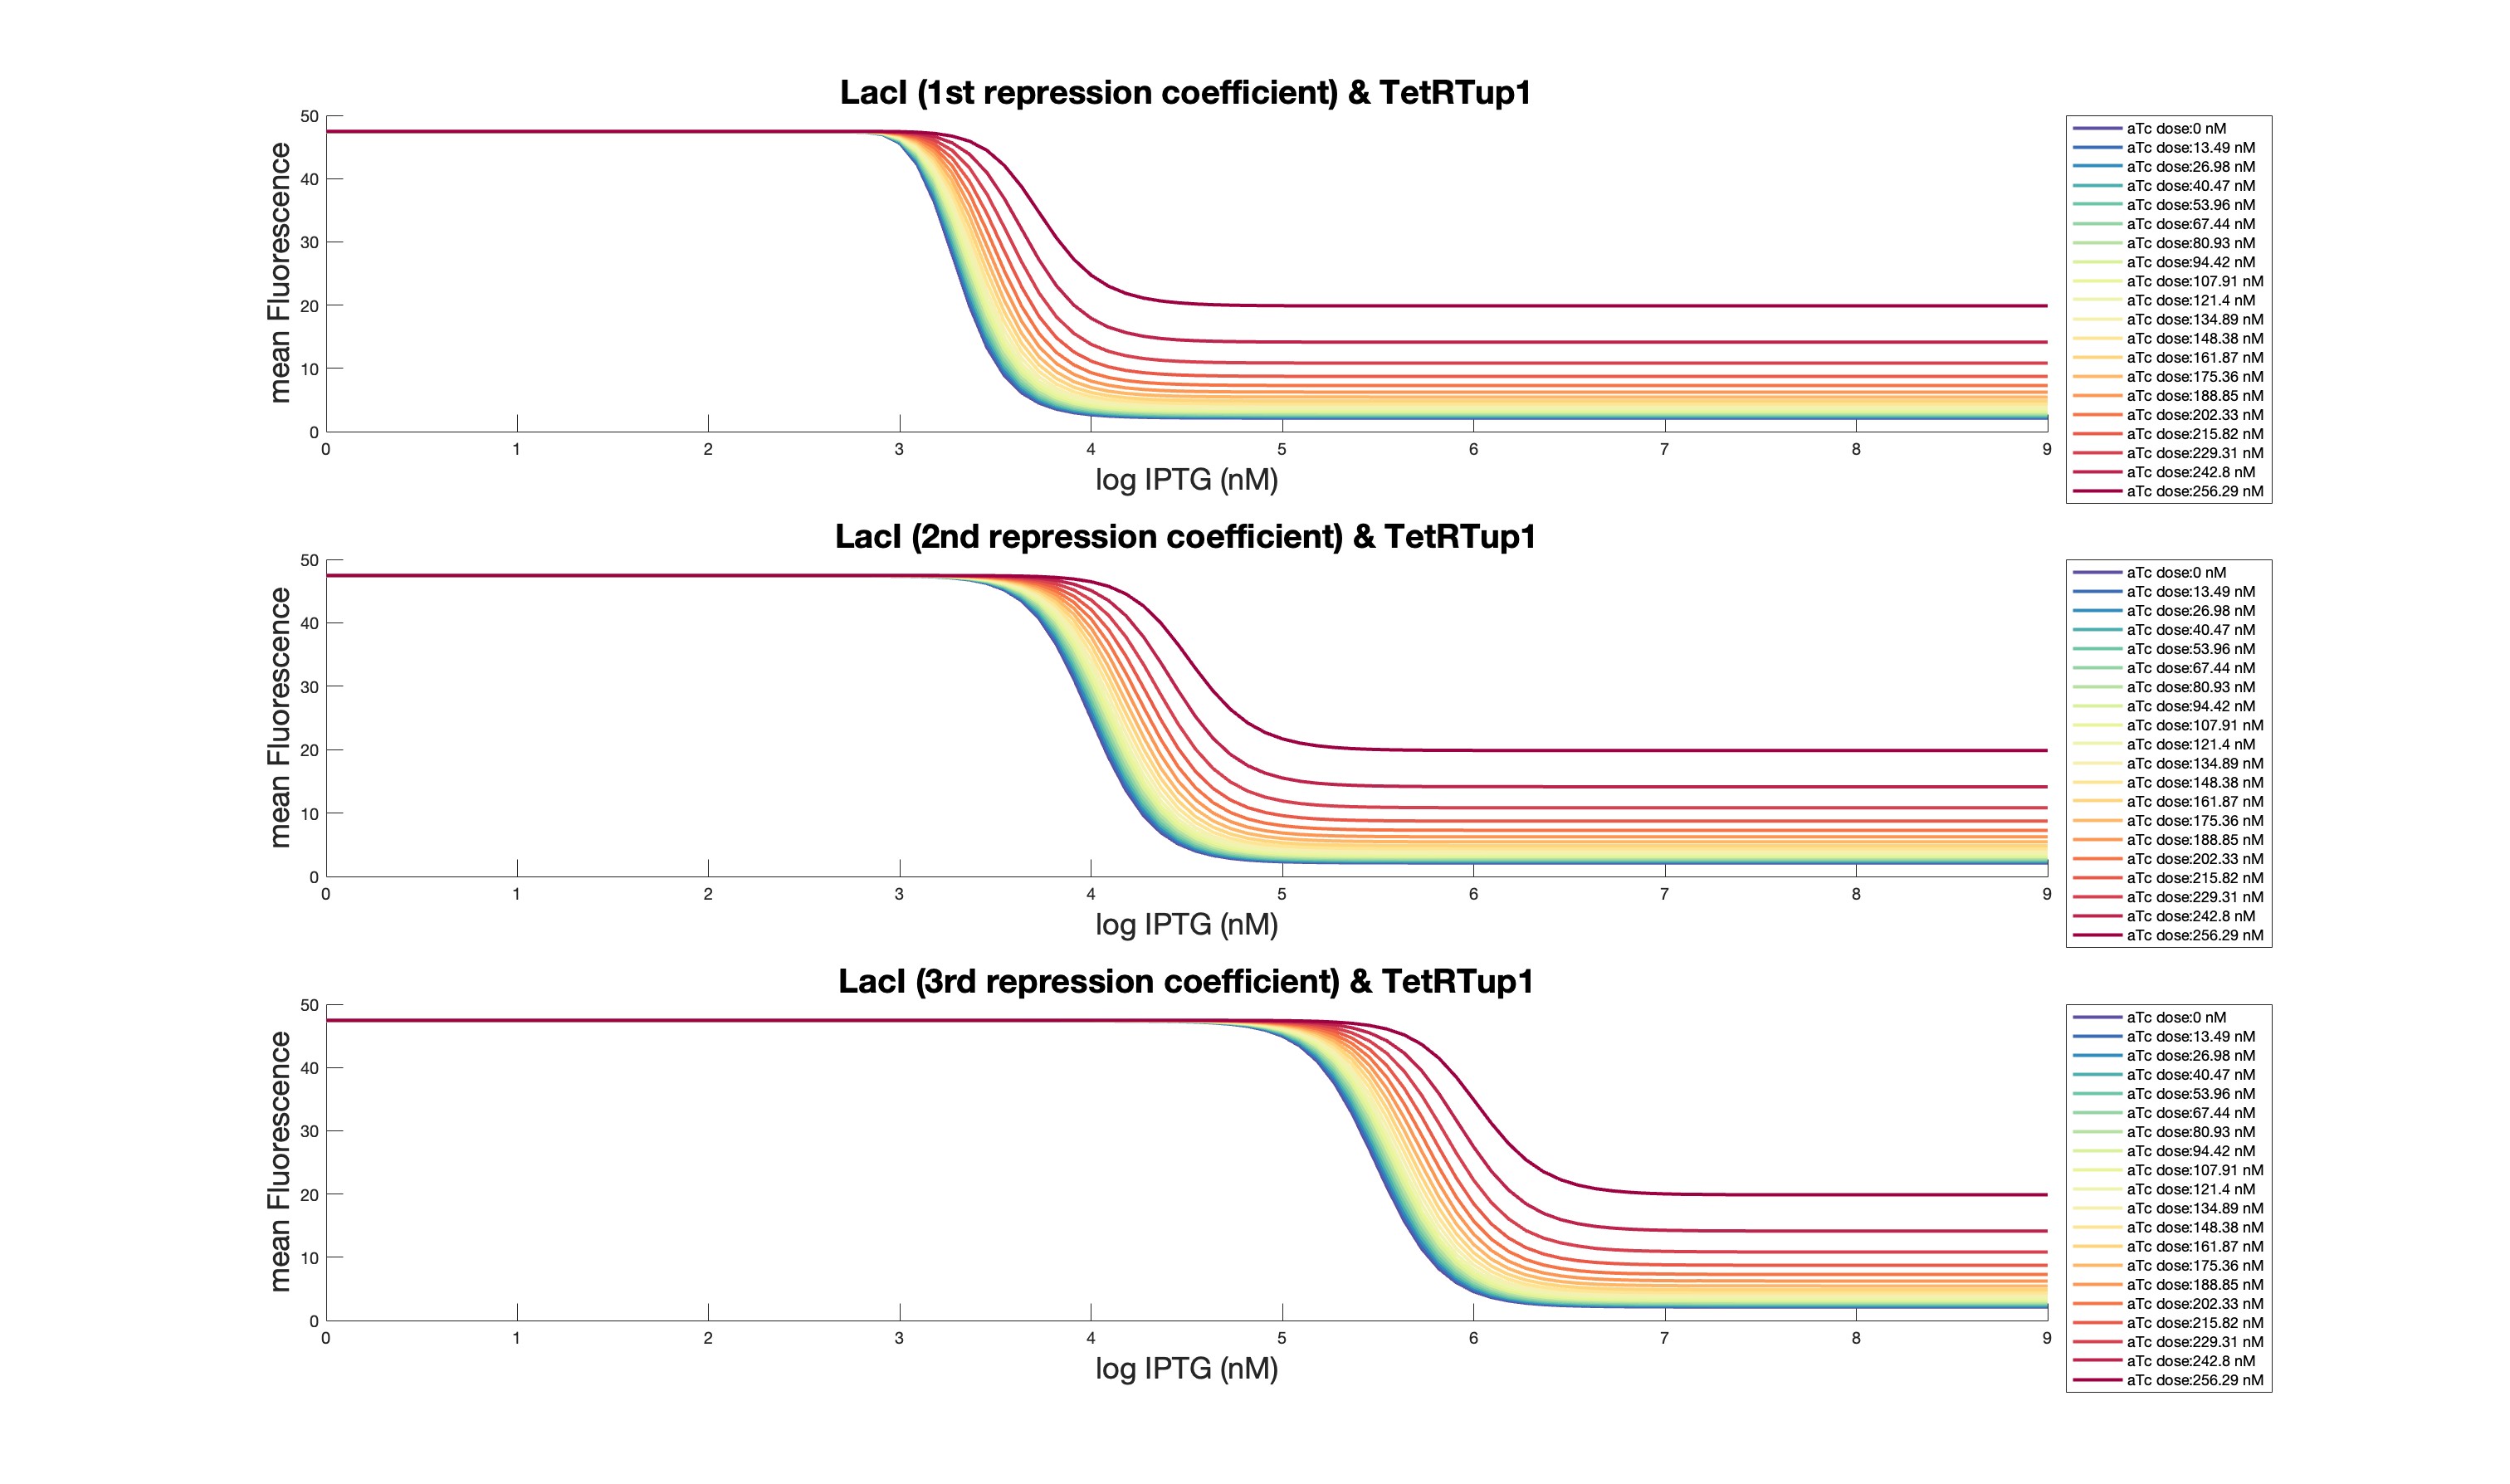 LacI (1st repression coefficient) & TetRTup1
50
40
30
20
10
0
mean Fluorescence
0 1 2 3 4 5 6 7 8 9
log IPTG (nM)
aTc dose:0 nM
aTc dose:13.49 nM
aTc dose:26.98 nM
aTc dose:40.47 nM
aTc dose:53.96 nM
aTc dose:67.44 nM
aTc dose:80.93 nM
aTc dose:94.42 nM
aTc dose:107.91 nM
aTc dose:121.4 nM
aTc dose:134.89 nM
aTc dose:148.38 nM
aTc dose:161.87 nM
aTc dose:175.36 nM
aTc dose:188.85 nM
aTc dose:202.33 nM
aTc dose:215.82 nM
aTc dose:229.31 nM
aTc dose:242.8 nM
aTc dose:256.29 nM
LacI (2nd repression coefficient) & TetRTup1
50
40
30
20
10
0
mean Fluorescence
0 1 2 3 4 5 6 7 8 9
log IPTG (nM)
aTc dose:0 nM
aTc dose:13.49 nM
aTc dose:26.98 nM
aTc dose:40.47 nM
aTc dose:53.96 nM
aTc dose:67.44 nM
aTc dose:80.93 nM
aTc dose:94.42 nM
aTc dose:107.91 nM
aTc dose:121.4 nM
aTc dose:134.89 nM
aTc dose:148.38 nM
aTc dose:161.87 nM
aTc dose:175.36 nM
aTc dose:188.85 nM
aTc dose:202.33 nM
aTc dose:215.82 nM
aTc dose:229.31 nM
aTc dose:242.8 nM
aTc dose:256.29 nM
LacI (3rd repression coefficient) & TetRTup1
50
40
30
20
10
0
mean Fluorescence
0 1 2 3 4 5 6 7 8 9
log IPTG (nM)
aTc dose:0 nM
aTc dose:13.49 nM
aTc dose:26.98 nM
aTc dose:40.47 nM
aTc dose:53.96 nM
aTc dose:67.44 nM
aTc dose:80.93 nM
aTc dose:94.42 nM
aTc dose:107.91 nM
aTc dose:121.4 nM
aTc dose:134.89 nM
aTc dose:148.38 nM
aTc dose:161.87 nM
aTc dose:175.36 nM
aTc dose:188.85 nM
aTc dose:202.33 nM
aTc dose:215.82 nM
aTc dose:229.31 nM
aTc dose:242.8 nM
aTc dose:256.29 nM